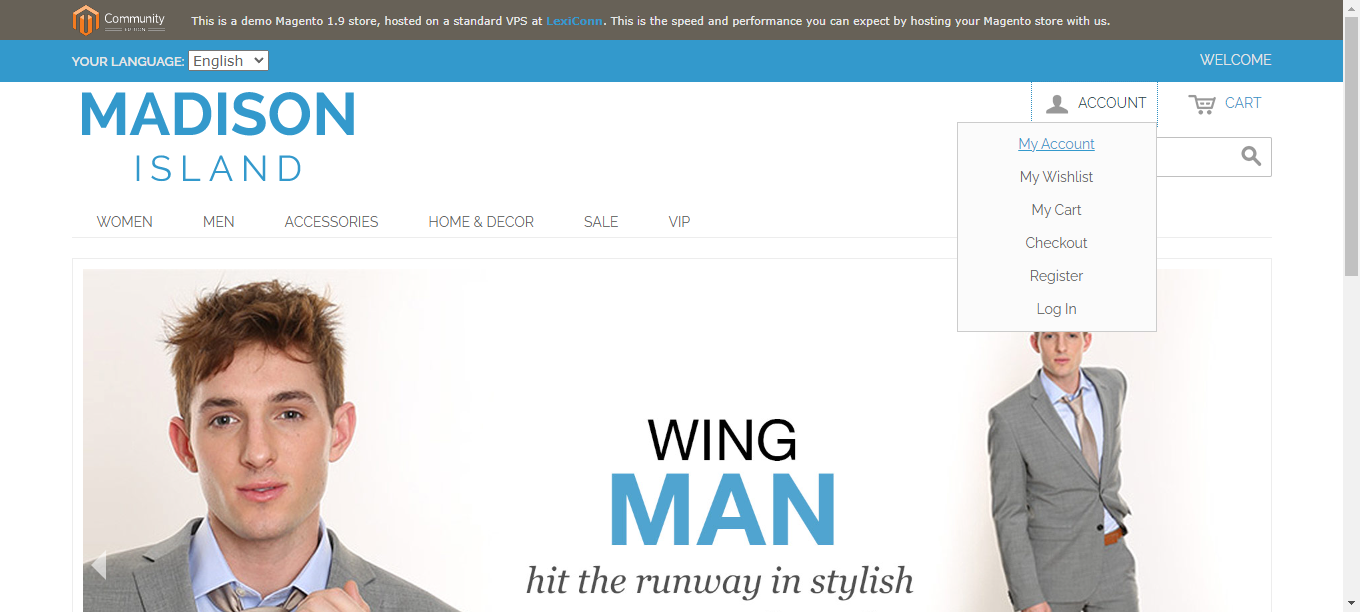 Community
EDITION
This is a demo Magento 1.9 store, hosted on a standard VPS at LexiConn. This is the speed and performance you can expect by hosting your Magento store with us.
YOUR LANGUAGE: English
WELCOME
MADISON
ISLAND
ACCOUNT
CART
My Account
My Wishlist
My Cart
Checkout
Register
Log In
WOMEN MEN ACCESSORIES HOME & DECOR SALE VIP
WING
MAN
hit the runway in stylish